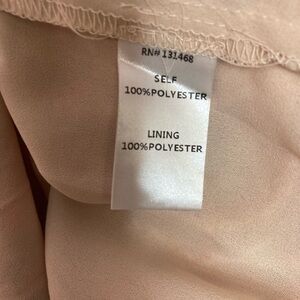 RN# 131468
SELF
100%POLYESTER
LINING
100%POLYESTER